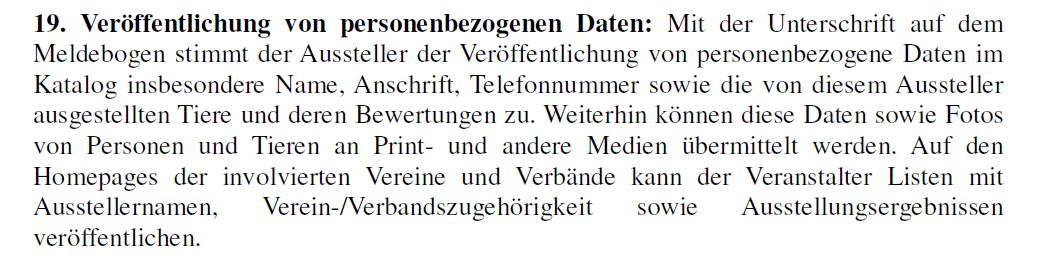 19. Veröffentlichung von personenbezogenen Daten: Mit der Unterschrift auf dem
Meldebogen stimmt der Aussteller der Veröffentlichung von personenbezogene Daten im
Katalog insbesondere Name, Anschrift, Telefonnummer sowie die von diesem Aussteller
ausgestellten Tiere und deren Bewertungen zu. Weiterhin können diese Daten sowie Fotos
von Personen und Tieren an Print- und andere Medien übermittelt werden. Auf den
Homepages der involvierten Vereine und Verbände kann der Veranstalter Listen mit
Ausstellernamen, Verein-/Verbandszugehörigkeit sowie Ausstellungsergebnissen
veröffentlichen.